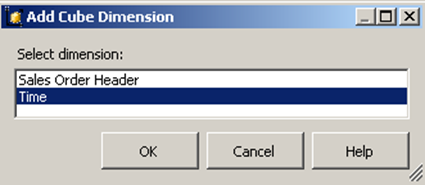 Add Cube Dimension
Select dimension:
Sales Order Header
Time
OK Cancel Help